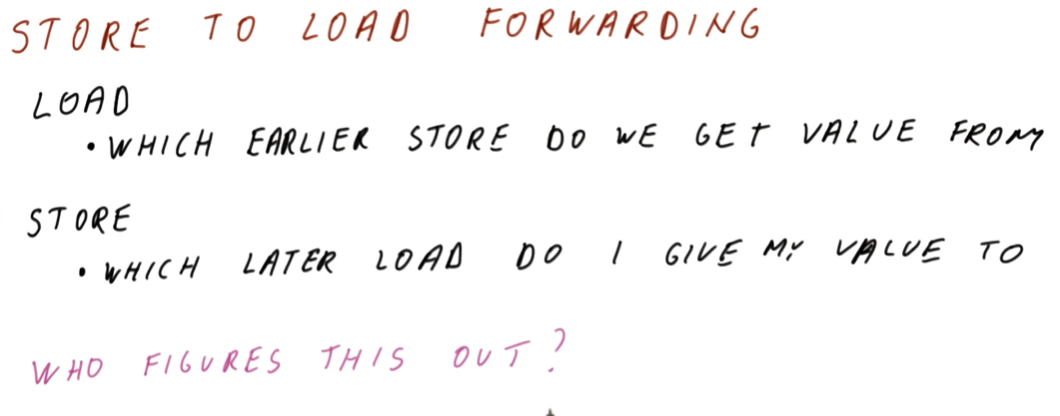 STORE TO LOAD FORWARDING
LOAD
• WHICH EARLIER STORE DO WE GET VALUE FROM
STORE
• WHICH LATER LOAD DO I GIVE MY VALUE TO
WHO FIGURES THIS OUT?